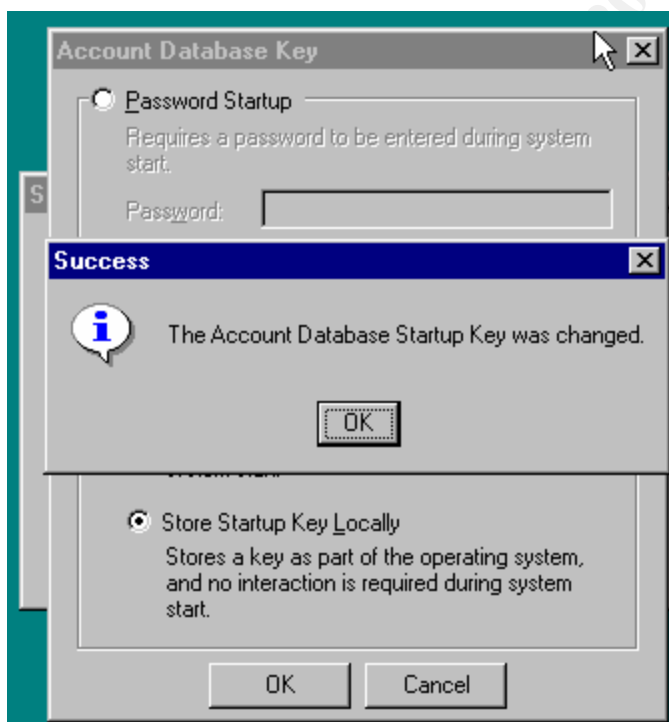 Account Database Key
Password Startup
Requires a password to be entered during system
start.
Password:
S
Success
The Account Database Startup Key was changed.
OK
Store Startup Key Locally
Stores a key as part of the operating system,
and no interaction is required during system
start.
OK
Cancel